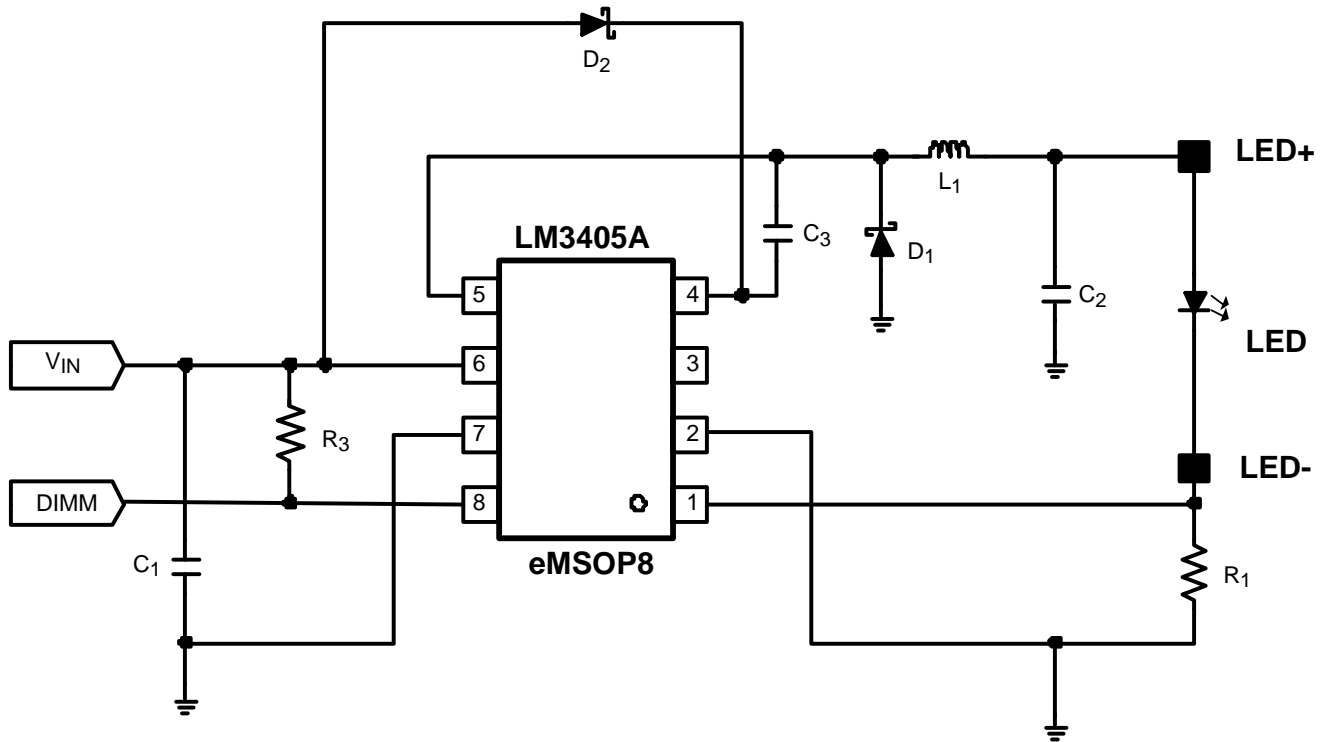 D2
LED+
L1
LM3405A
C3
D1
5
4
C2
VIN
6
3
LED
R3
7
2
LED-
DIMM
8
1
C1
eMSOP8
R1